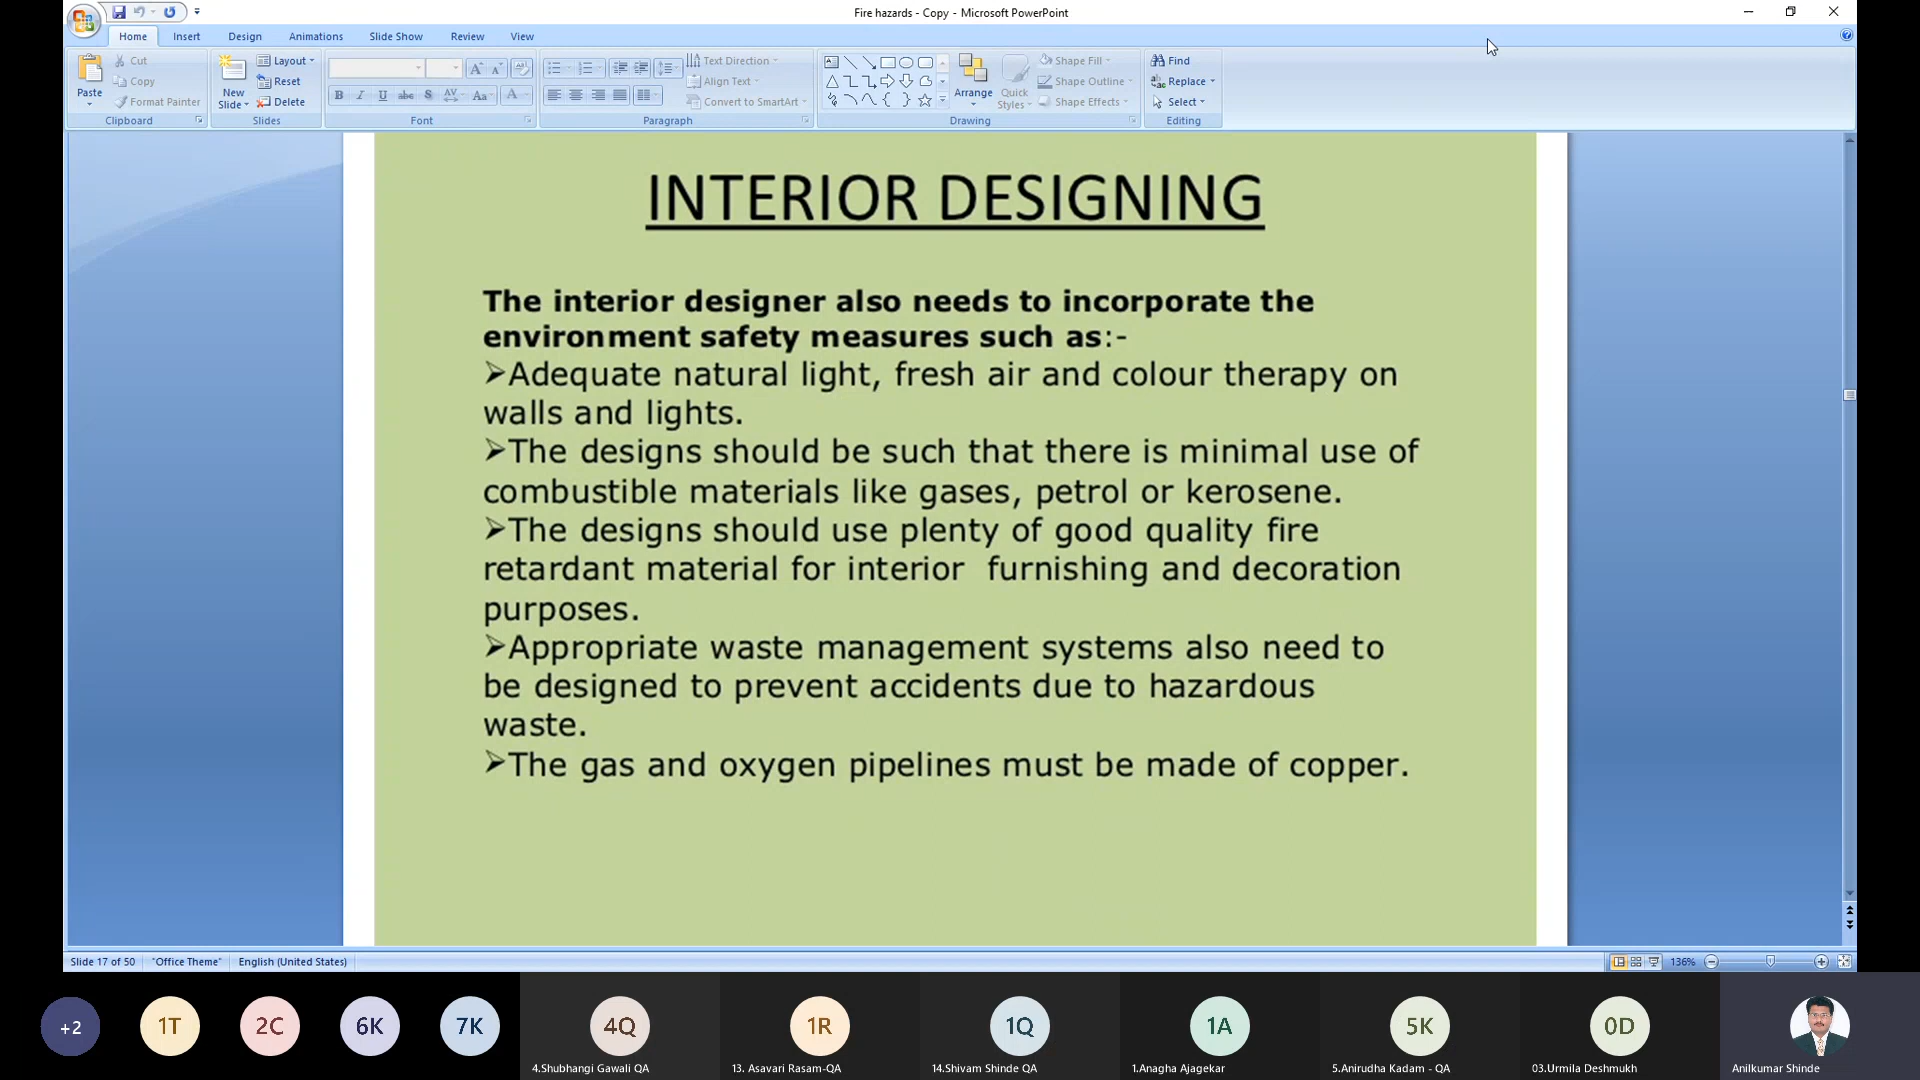 Fire hazards - Copy - Microsoft PowerPoint
Home Insert Design Animations Slide Show Review View
Paste
Cut
Copy
Format Painter
Clipboard
New Slide
Layout
Reset
Delete
Slides
B I U abc S AV Aa A
Font
Text Direction
Align Text
Convert to SmartArt
Paragraph
Arrange
Quick Styles
Shape Fill
Shape Outline
Shape Effects
Drawing
Find
Replace
Select
Editing
INTERIOR DESIGNING
The interior designer also needs to incorporate the
environment safety measures such as:-
➢Adequate natural light, fresh air and colour therapy on
walls and lights.
➢The designs should be such that there is minimal use of
combustible materials like gases, petrol or kerosene.
➢The designs should use plenty of good quality fire
retardant material for interior furnishing and decoration
purposes.
➢Appropriate waste management systems also need to
be designed to prevent accidents due to hazardous
waste.
➢The gas and oxygen pipelines must be made of copper.
Slide 17 of 50 "Office Theme" English (United States) 136%
+2 1T 2C 6K 7K 4Q 1R 1Q 1A 5K 0D
4.Shubhangi Gawali QA 13. Asavari Rasam-QA 14.Shivam Shinde QA 1.Anagha Ajagekar 5.Anirudha Kadam - QA 03.Urmila Deshmukh Anilkumar Shinde